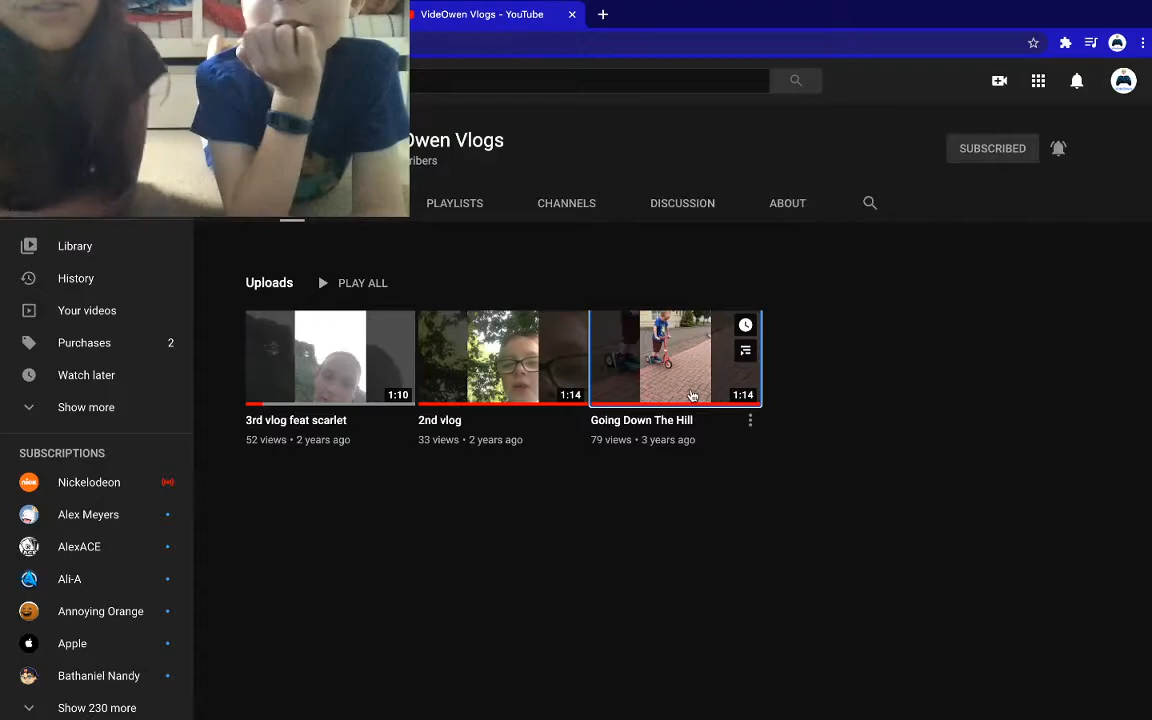 VideOwen Vlogs - YouTube
Owen Vlogs
ribers
SUBSCRIBED
PLAYLISTS
CHANNELS
DISCUSSION
ABOUT
Library
History
Your videos
Purchases 2
Watch later
Show more
SUBSCRIPTIONS
Nickelodeon
Alex Meyers
AlexACE
Ali-A
Annoying Orange
Apple
Bathaniel Nandy
Show 230 more
Uploads
PLAY ALL
1:10
3rd vlog feat scarlet
52 views • 2 years ago
1:14
2nd vlog
33 views • 2 years ago
1:14
Going Down The Hill
79 views • 3 years ago